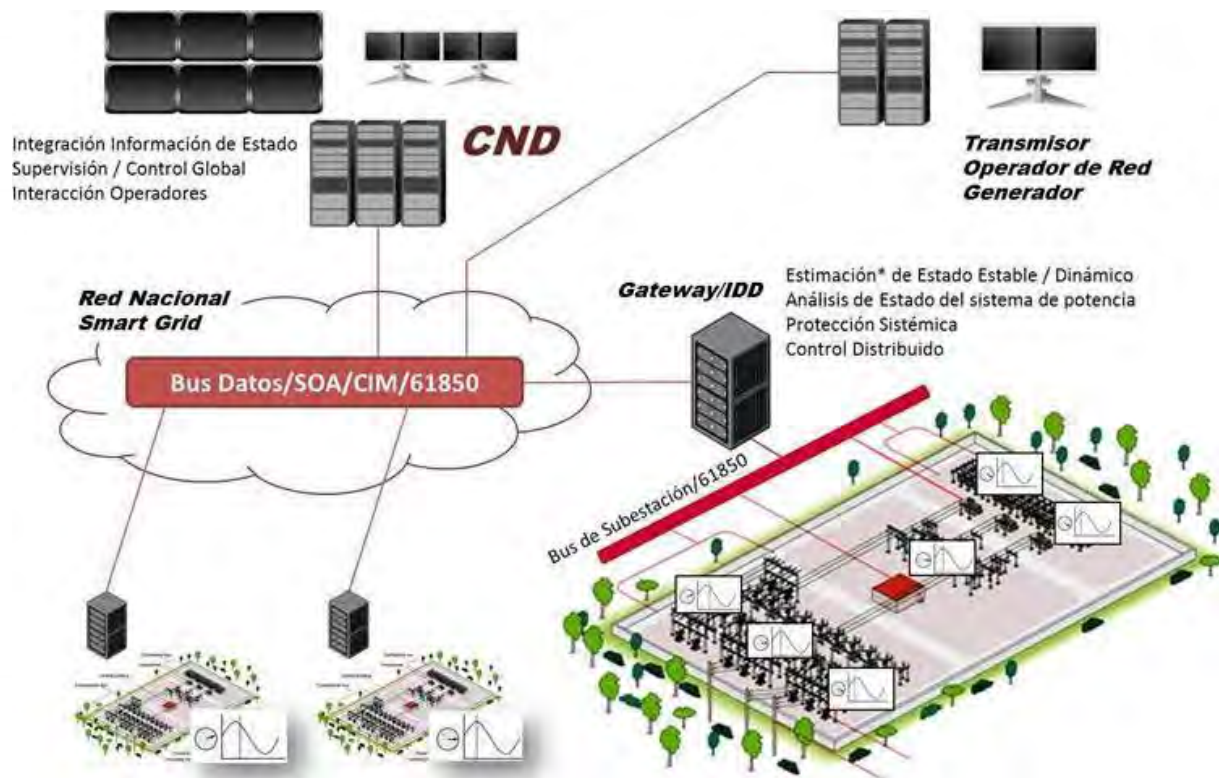 Integración Información de Estado
Supervisión / Control Global
Interacción Operadores
CND
Transmisor
Operador de Red
Generador
Red Nacional
Smart Grid
Gateway/IDD
Estimación* de Estado Estable / Dinámico
Análisis de Estado del sistema de potencia
Protección Sistémica
Control Distribuido
Bus Datos/SOA/CIM/61850
Bus de Subestación/61850